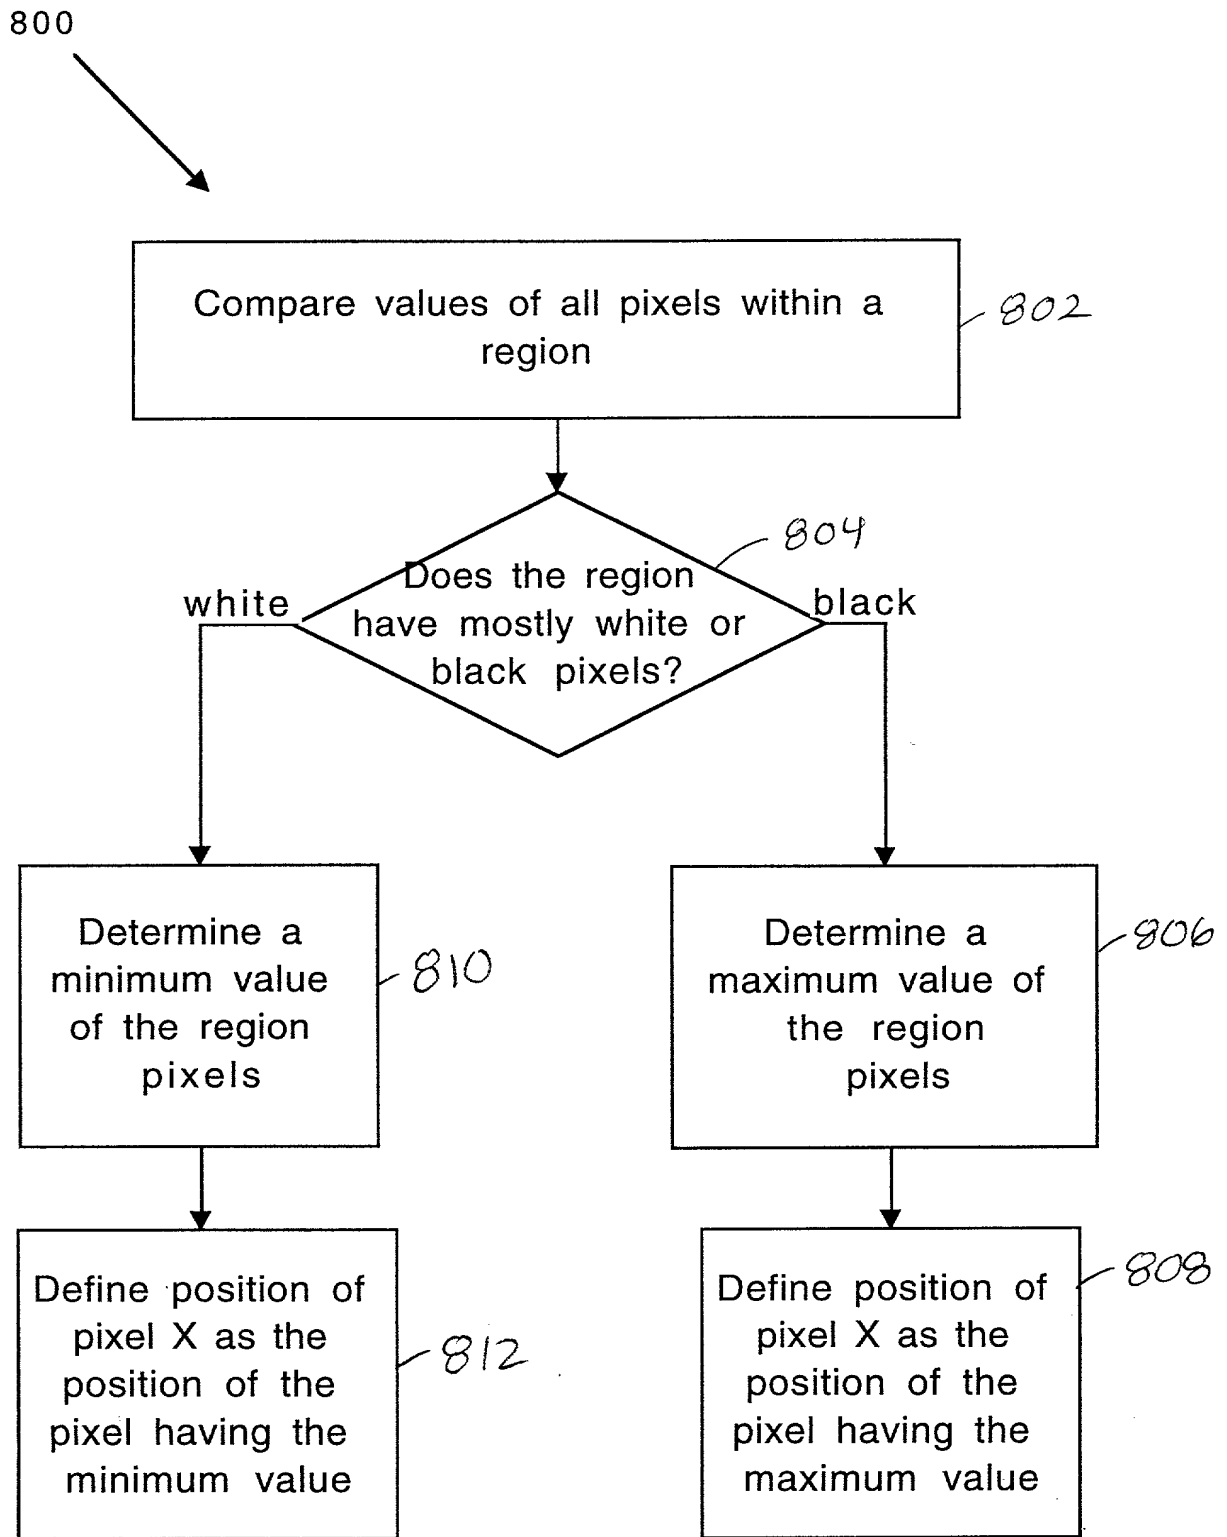 800
Compare values of all pixels within a
region
802
804
Does the region
have mostly white or
black pixels?
white
black
Determine a
minimum value
of the region
pixels
810
Determine a
maximum value of
the region
pixels
806
Define position of
pixel X as the
position of the
pixel having the
minimum value
812
Define position of
pixel X as the
position of the
pixel having the
maximum value
808